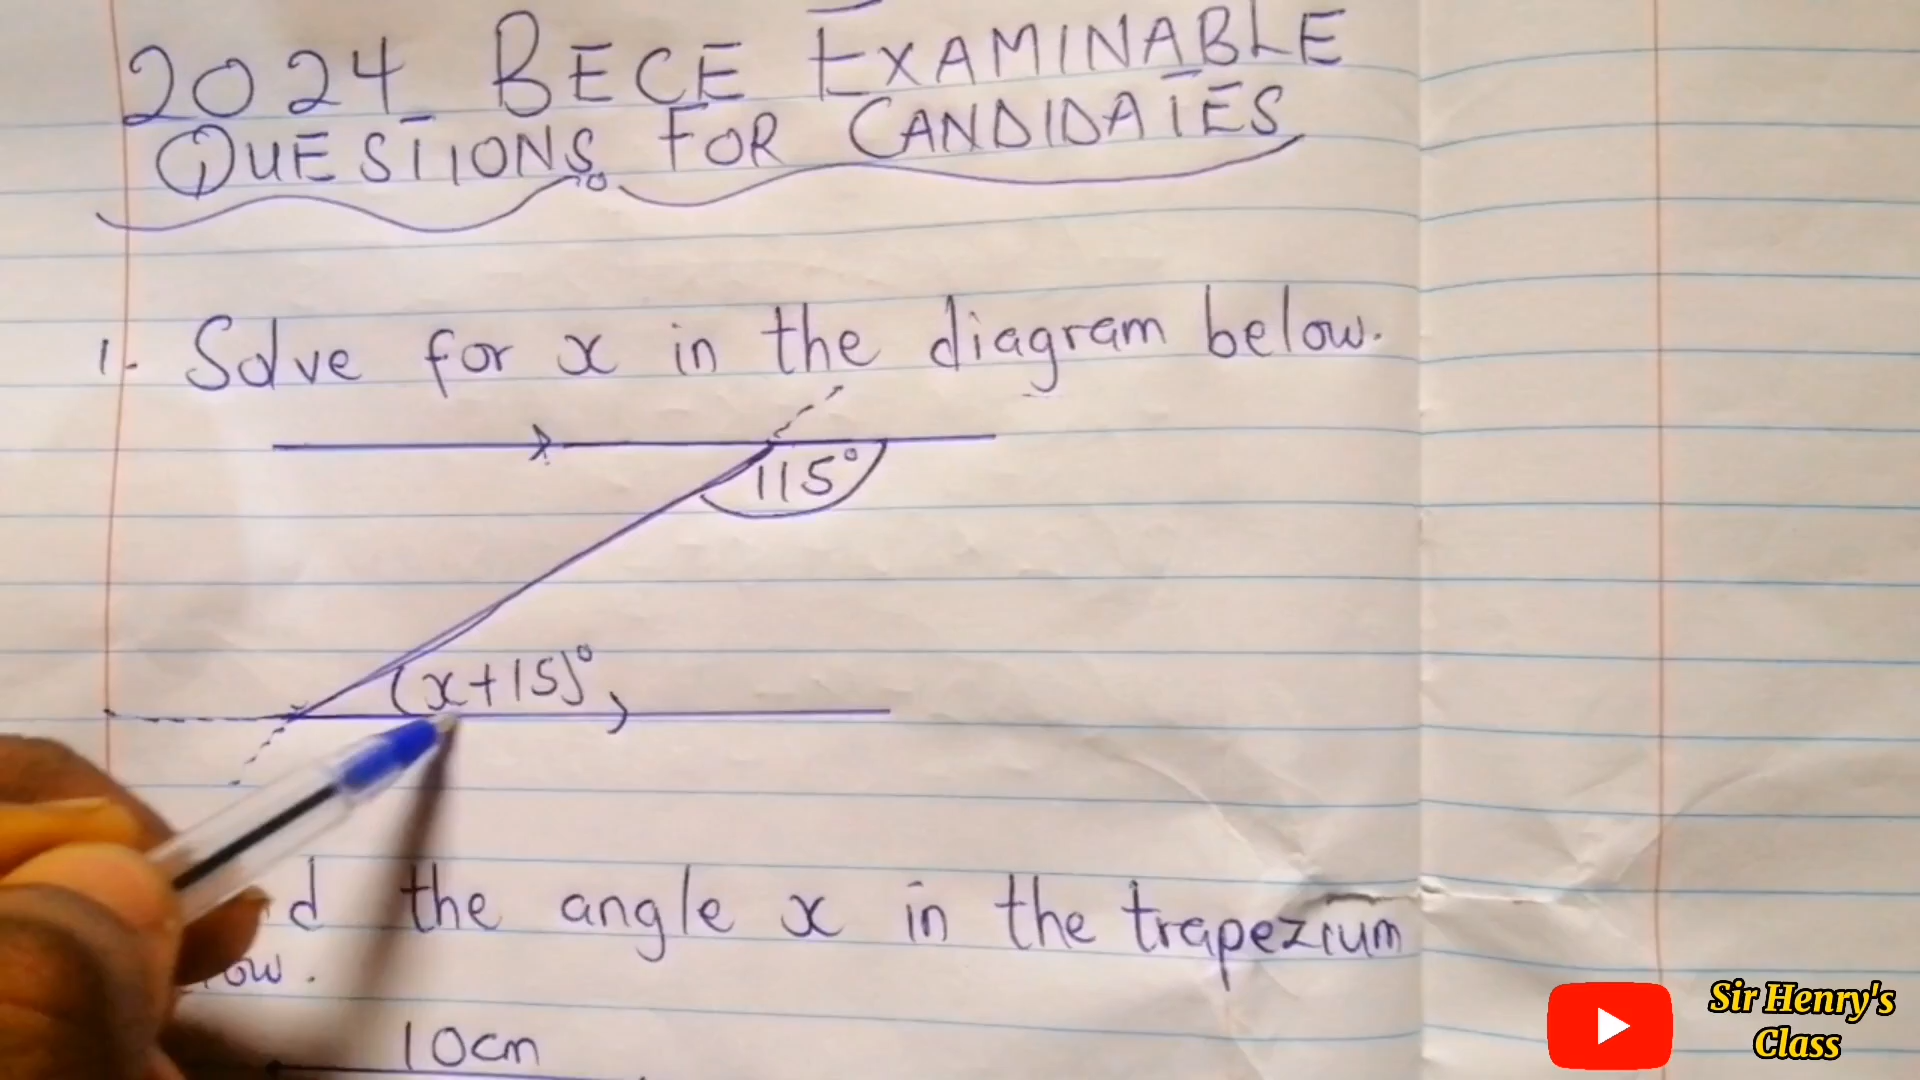 2024 BECE EXAMINABLE
QUESTIONS FOR CANDIDATES
1. Solve for x in the diagram below.
115°
(x+15)°
the angle x in the trapezium
10cm
Sir Henry's
Class